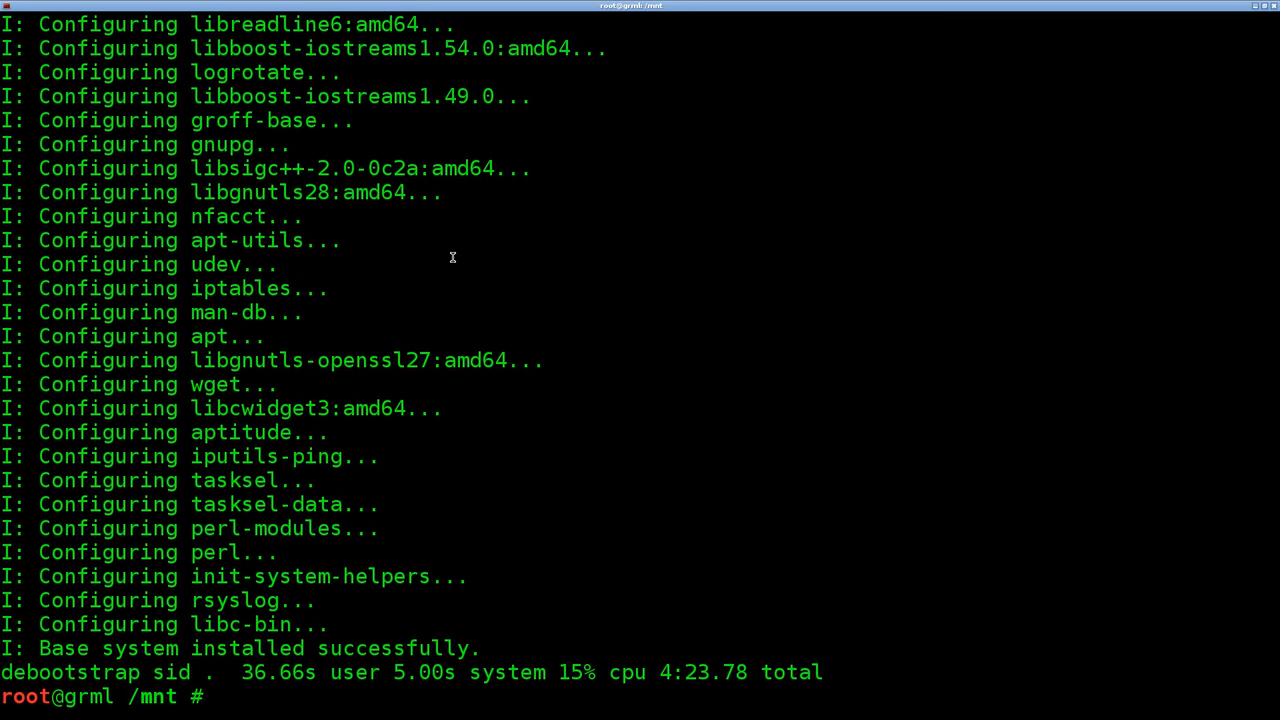 root@grml: /mnt
I: Configuring libreadline6:amd64...
I: Configuring libboost-iostreams1.54.0:amd64...
I: Configuring logrotate...
I: Configuring libboost-iostreams1.49.0...
I: Configuring groff-base...
I: Configuring gnupg...
I: Configuring libsigc++-2.0-0c2a:amd64...
I: Configuring libgnutls28:amd64...
I: Configuring nfacct...
I: Configuring apt-utils...
I: Configuring udev...
I: Configuring iptables...
I: Configuring man-db...
I: Configuring apt...
I: Configuring libgnutls-openssl27:amd64...
I: Configuring wget...
I: Configuring libcwidget3:amd64...
I: Configuring aptitude...
I: Configuring iputils-ping...
I: Configuring tasksel...
I: Configuring tasksel-data...
I: Configuring perl-modules...
I: Configuring perl...
I: Configuring init-system-helpers...
I: Configuring rsyslog...
I: Configuring libc-bin...
I: Base system installed successfully.
debootstrap sid .  36.66s user 5.00s system 15% cpu 4:23.78 total
root@grml /mnt #